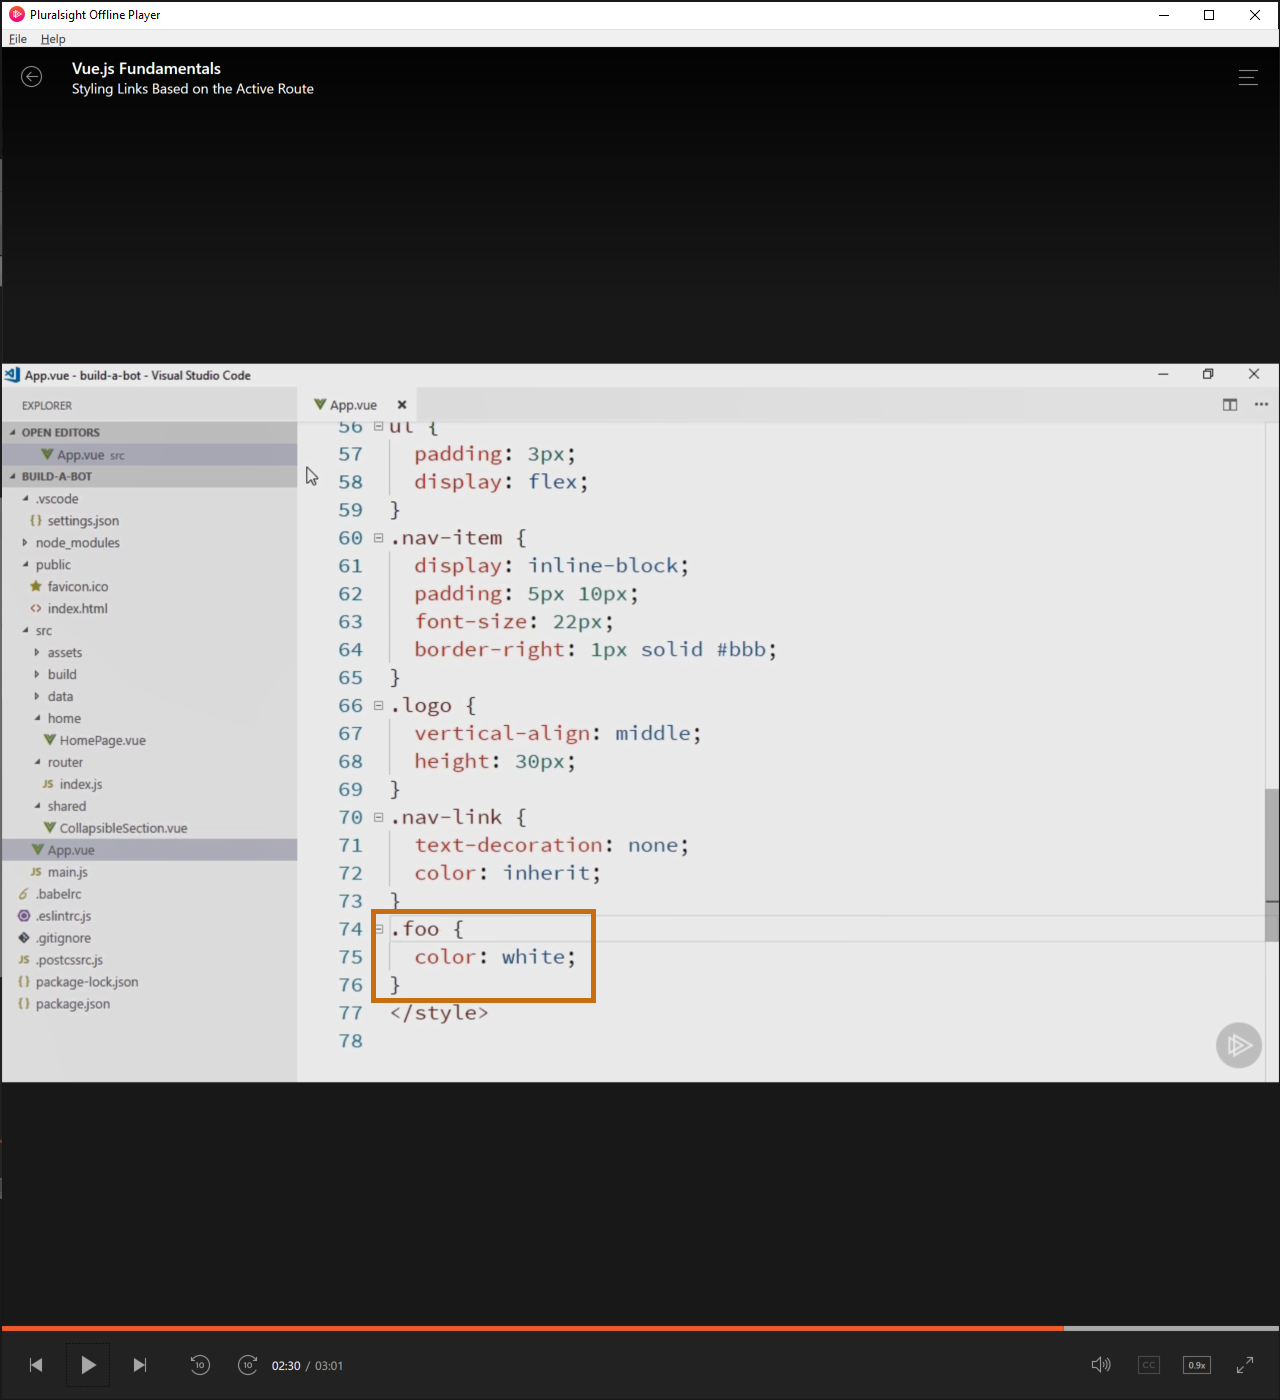 Pluralsight Offline Player
File Help
Vue.js Fundamentals
Styling Links Based on the Active Route
App.vue - build-a-bot - Visual Studio Code
EXPLORER
App.vue
OPEN EDITORS
App.vue src
BUILD-A-BOT
.vscode
{} settings.json
node_modules
public
favicon.ico
<> index.html
src
assets
build
data
home
HomePage.vue
router
JS index.js
shared
CollapsibleSection.vue
App.vue
JS main.js
.babelrc
.eslintrc.js
.gitignore
JS .postcssrc.js
{} package-lock.json
{} package.json
56 ul {
57 padding: 3px;
58 display: flex;
59 }
60 .nav-item {
61 display: inline-block;
62 padding: 5px 10px;
63 font-size: 22px;
64 border-right: 1px solid #bbb;
65 }
66 .logo {
67 vertical-align: middle;
68 height: 30px;
69 }
70 .nav-link {
71 text-decoration: none;
72 color: inherit;
73 }
74 .foo {
75 color: white;
76 }
77 </style>
78
10 10 02:30 / 03:01 CC 0.9x